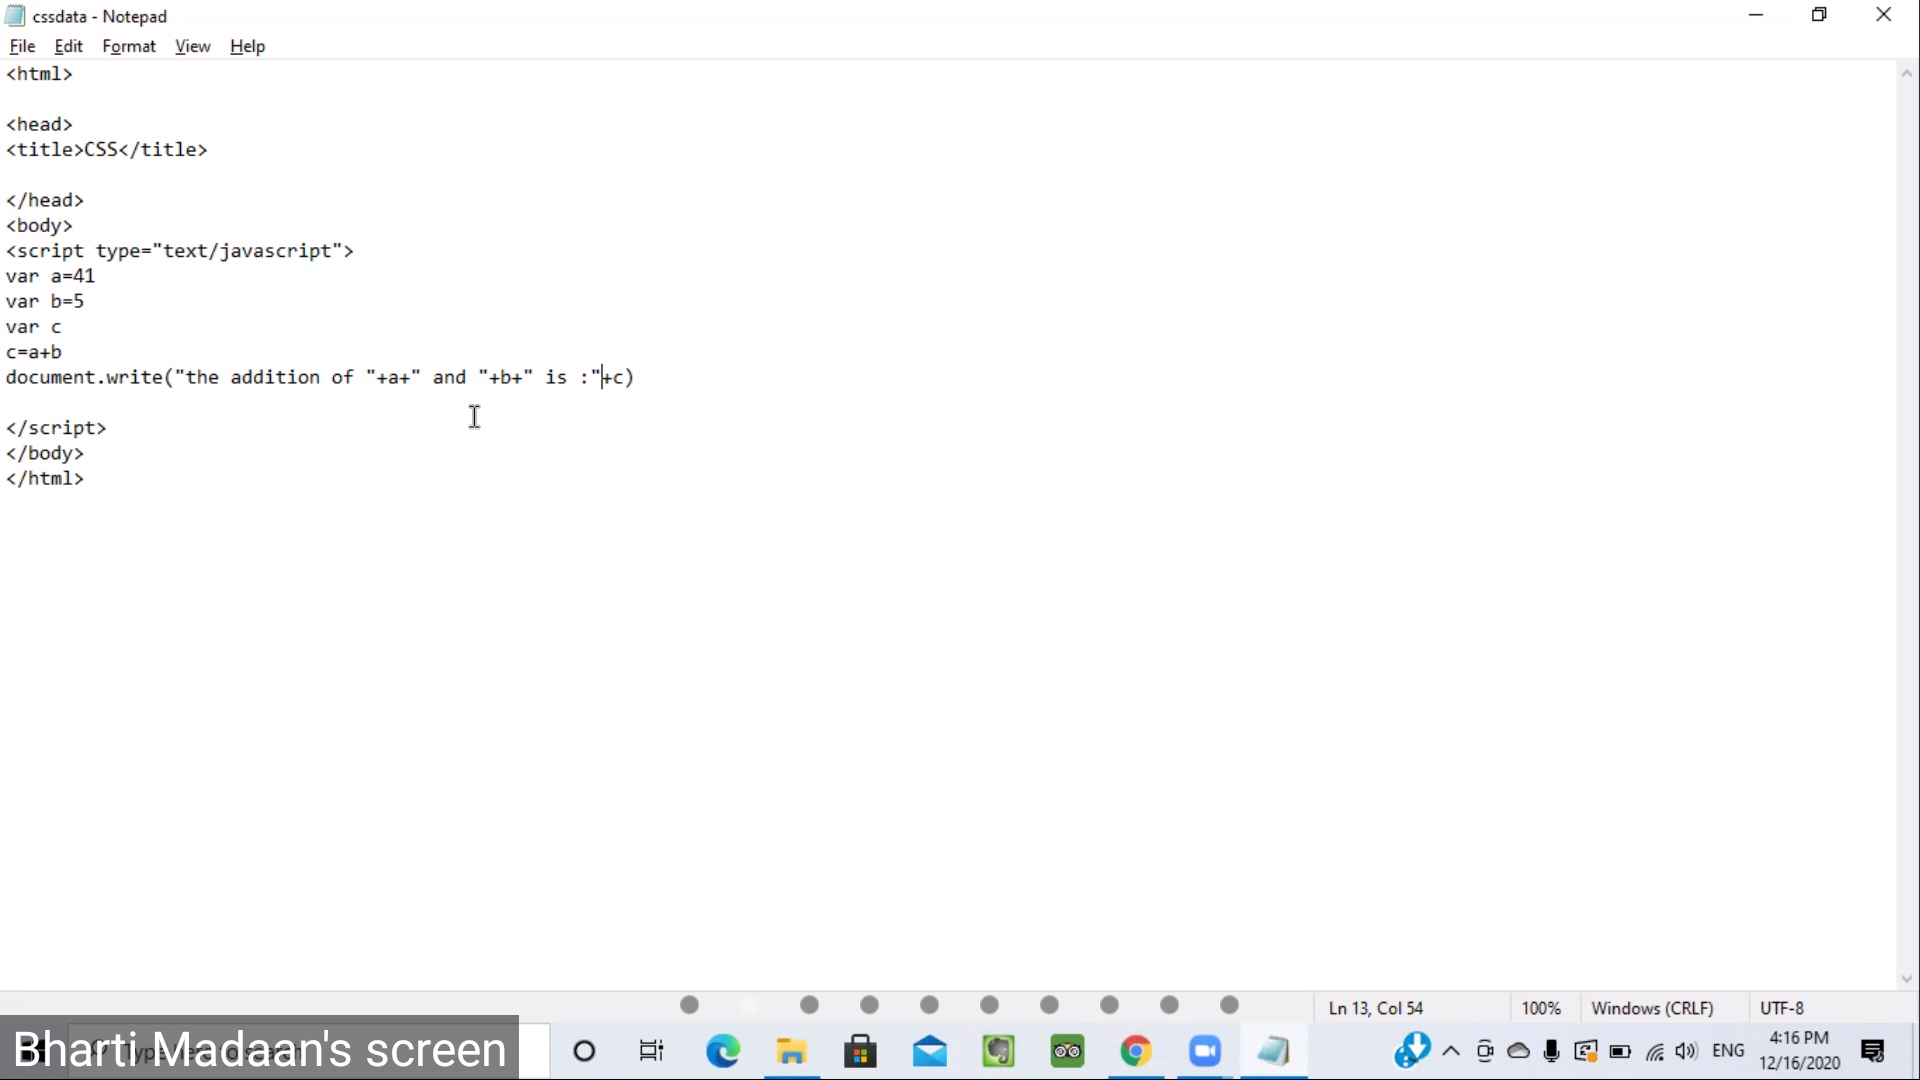 cssdata - Notepad
File Edit Format View Help
<html>
<head>
<title>CSS</title>
</head>
<body>
<script type="text/javascript">
var a=41
var b=5
var c
c=a+b
document.write("the addition of "+a+" and "+b+" is :"+c)
</script>
</body>
</html>
Ln 13, Col 54 100% Windows (CRLF) UTF-8
Bharti Madaan's screen
ENG
4:16 PM
12/16/2020